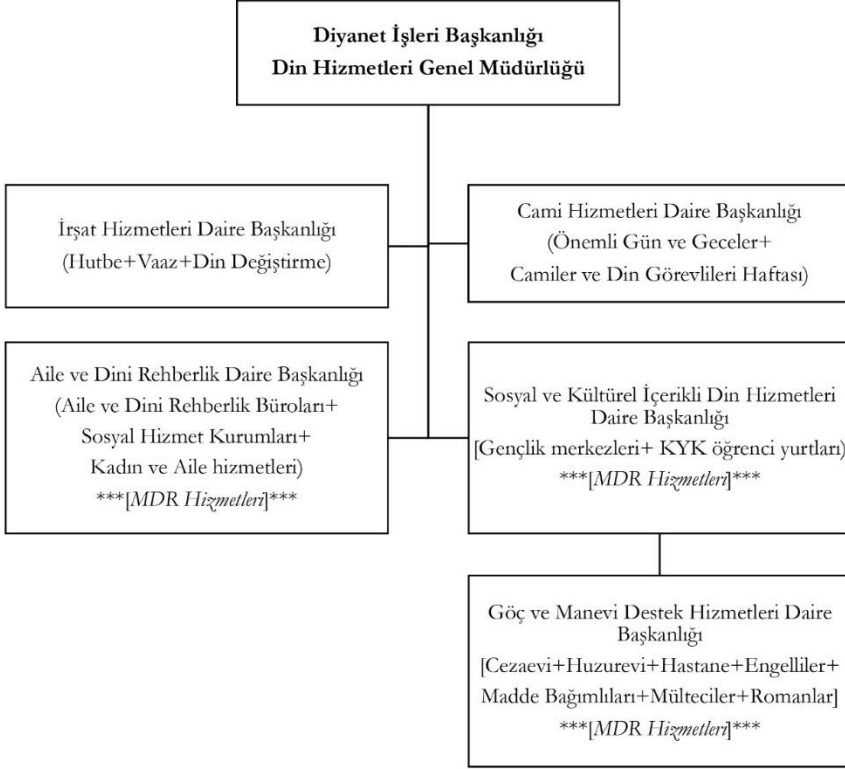 Diyanet İşleri Başkanlığı
Din Hizmetleri Genel Müdürlüğü
İrşat Hizmetleri Daire Başkanlığı
(Hutbe+Vaaz+Din Değiştirme)
Cami Hizmetleri Daire Başkanlığı
(Önemli Gün ve Geceler+
Camiler ve Din Görevlileri Haftası)
Aile ve Dini Rehberlik Daire Başkanlığı
(Aile ve Dini Rehberlik Büroları+
Sosyal Hizmet Kurumları+
Kadın ve Aile hizmetleri)
***[MDR Hizmetleri]***
Sosyal ve Kültürel İçerikli Din Hizmetleri
Daire Başkanlığı
[Gençlik merkezleri+ KYK öğrenci yurtları)
***[MDR Hizmetleri]***
Göç ve Manevi Destek Hizmetleri Daire
Başkanlığı
[Cezaevi+Huzurevi+Hastane+Engelliler+
Madde Bağımlıları+Mülteciler+Romanlar]
***[MDR Hizmetleri]***